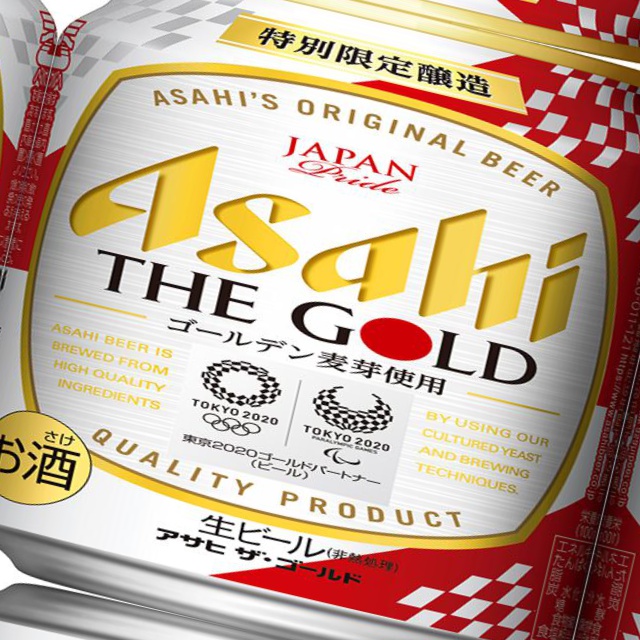 特別限定醸造
ASAHI'S ORIGINAL BEER
JAPAN
Pride
Asahi
THE GOLD
ゴールデン麦芽使用
ASAHI BEER IS
BREWED FROM
HIGH QUALITY
INGREDIENTS
TOKYO 2020
TOKYO 2020
PARALYMPIC GAMES
東京2020ゴールドパートナー
(ビール)
BY USING OUR
CULTURED YEAST
AND BREWING
TECHNIQUES.
さけ
お酒
QUALITY PRODUCT
生ビール(非熱処理)
アサヒ ザ・ゴールド